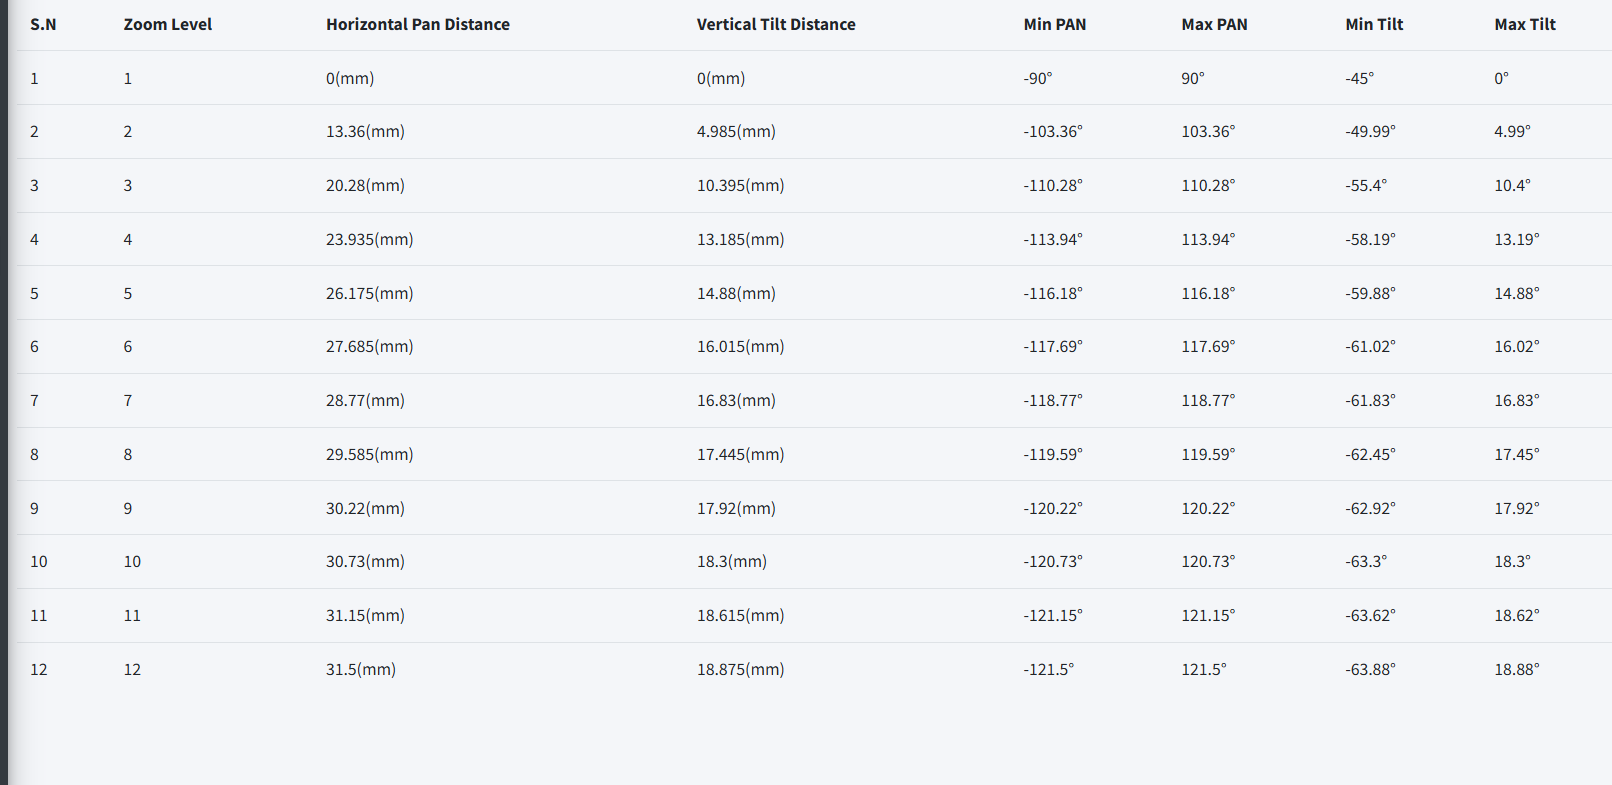 S.N Zoom Level Horizontal Pan Distance Vertical Tilt Distance Min PAN Max PAN Min Tilt Max Tilt
1 1 0(mm) 0(mm) -90° 90° -45° 0°
2 2 13.36(mm) 4.985(mm) -103.36° 103.36° -49.99° 4.99°
3 3 20.28(mm) 10.395(mm) -110.28° 110.28° -55.4° 10.4°
4 4 23.935(mm) 13.185(mm) -113.94° 113.94° -58.19° 13.19°
5 5 26.175(mm) 14.88(mm) -116.18° 116.18° -59.88° 14.88°
6 6 27.685(mm) 16.015(mm) -117.69° 117.69° -61.02° 16.02°
7 7 28.77(mm) 16.83(mm) -118.77° 118.77° -61.83° 16.83°
8 8 29.585(mm) 17.445(mm) -119.59° 119.59° -62.45° 17.45°
9 9 30.22(mm) 17.92(mm) -120.22° 120.22° -62.92° 17.92°
10 10 30.73(mm) 18.3(mm) -120.73° 120.73° -63.3° 18.3°
11 11 31.15(mm) 18.615(mm) -121.15° 121.15° -63.62° 18.62°
12 12 31.5(mm) 18.875(mm) -121.5° 121.5° -63.88° 18.88°